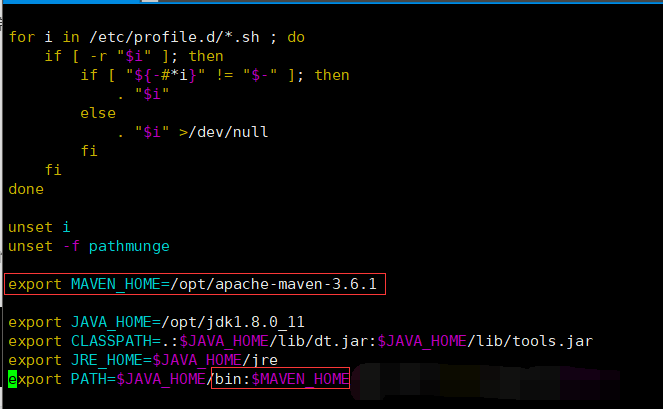 for i in /etc/profile.d/*.sh ; do
if [ -r "$i" ]; then
if [ "${-#*i}" != "$-" ]; then
. "$i"
else
. "$i" >/dev/null
fi
fi
done
unset i
unset -f pathmunge
export MAVEN_HOME=/opt/apache-maven-3.6.1
export JAVA_HOME=/opt/jdk1.8.0_11
export CLASSPATH=.:$JAVA_HOME/lib/dt.jar:$JAVA_HOME/lib/tools.jar
export JRE_HOME=$JAVA_HOME/jre
export PATH=$JAVA_HOME/bin:$MAVEN_HOME